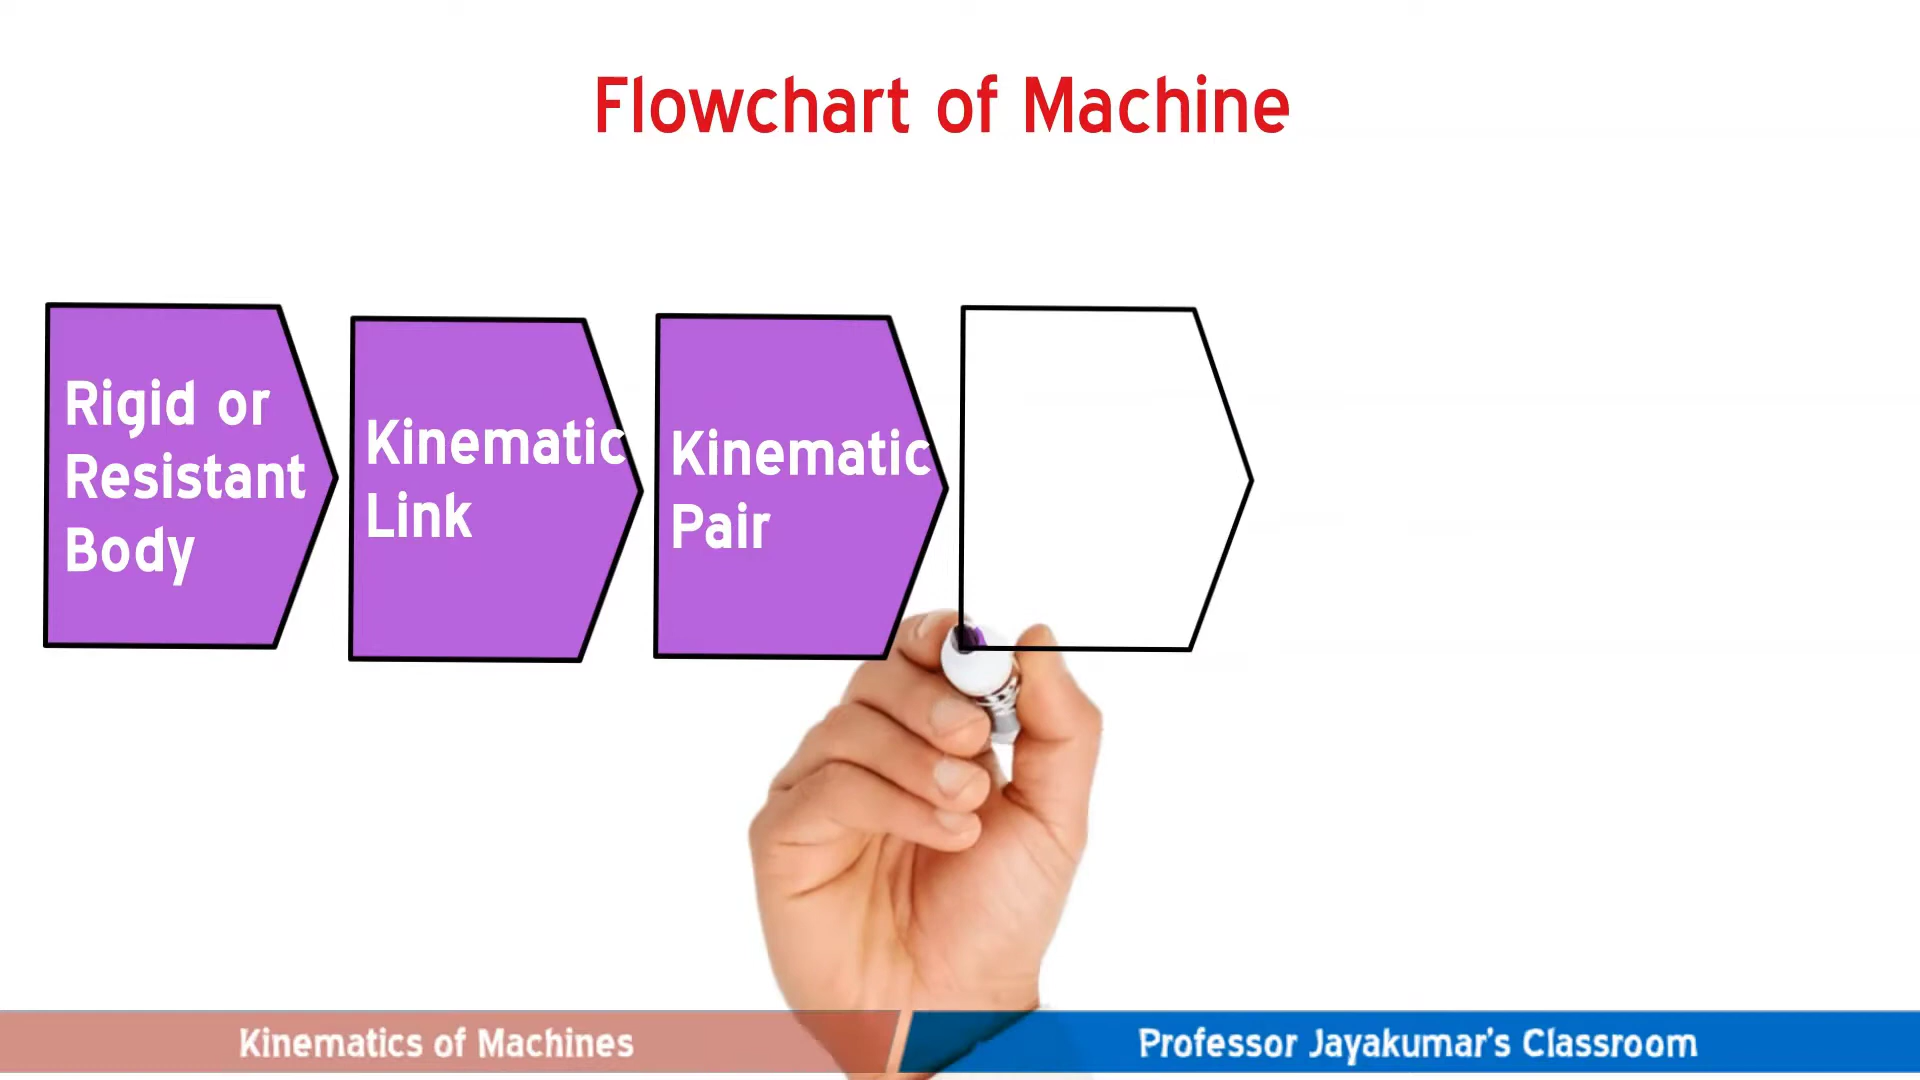 Flowchart of Machine
Rigid or
Resistant
Body
Kinematic
Link
Kinematic
Pair
Kinematics of Machines
Professor Jayakumar's Classroom